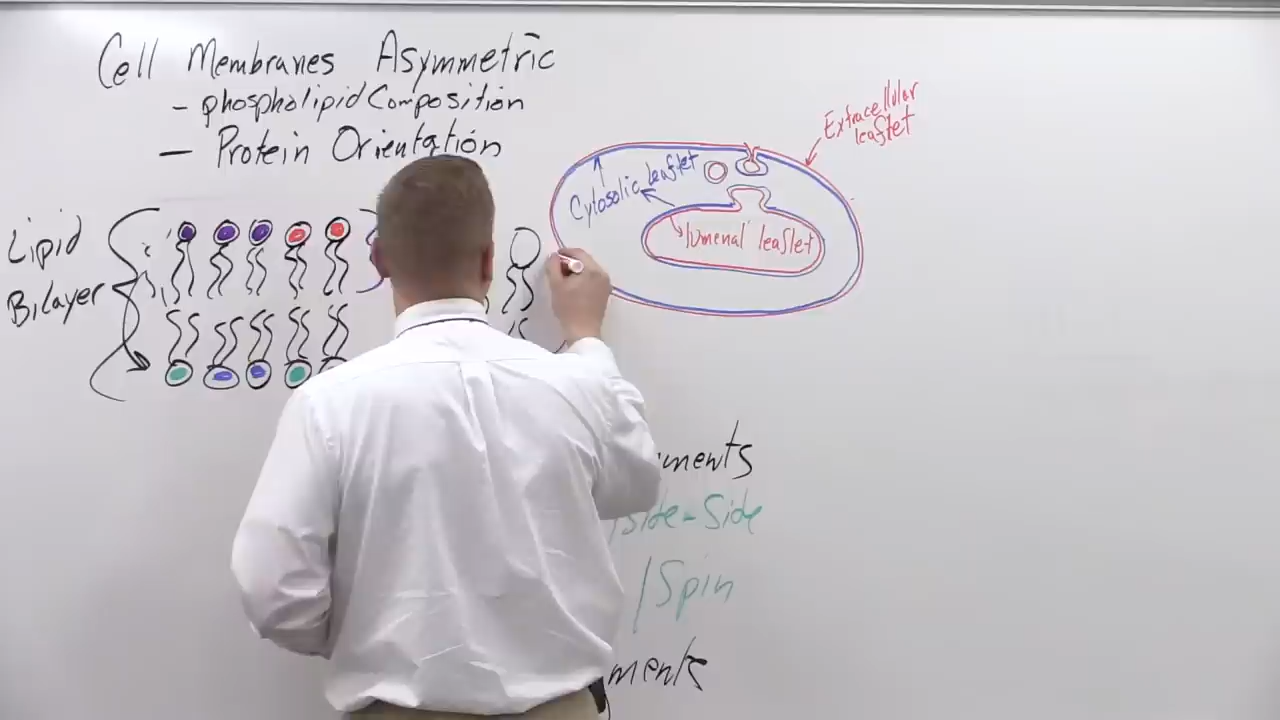 Cell Membranes Asymmetric
- phospholipid Composition
- Protein Orientation
Lipid
Bilayer
Extracellular
leaflet
Cytosolic leaflet
lumenal leaflet
ments
/Side-Side
/Spin
ments